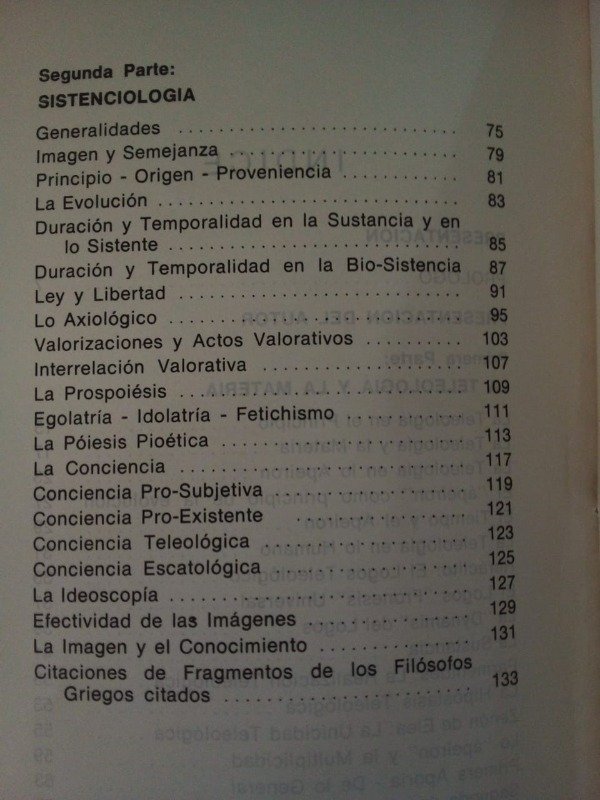 Segunda Parte:
SISTENCIOLOGIA
Generalidades .............................. 75
Imagen y Semejanza ........................ 79
Principio - Origen - Proveniencia ............ 81
La Evolución ................................ 83
Duración y Temporalidad en la Sustancia y en
lo Sistente ............................. 85
Duración y Temporalidad en la Bio-Sistencia 87
Ley y Libertad .............................. 91
Lo Axiológico ............................... 95
Valorizaciones y Actos Valorativos .......... 103
Interrelación Valorativa ..................... 107
La Prospoiésis .............................. 109
Egolatría - Idolatría - Fetichismo ............ 111
La Póiesis Pioética .......................... 113
La Conciencia .............................. 117
Conciencia Pro-Subjetiva .................... 119
Conciencia Pro-Existente .................. 121
Conciencia Teleológica ...................... 123
Conciencia Escatológica ..................... 125
La Ideoscopía ............................... 127
Efectividad de las Imágenes ................. 129
La Imagen y el Conocimiento ................ 131
Citaciones de Fragmentos de los Filósofos
Griegos citados ......................... 133